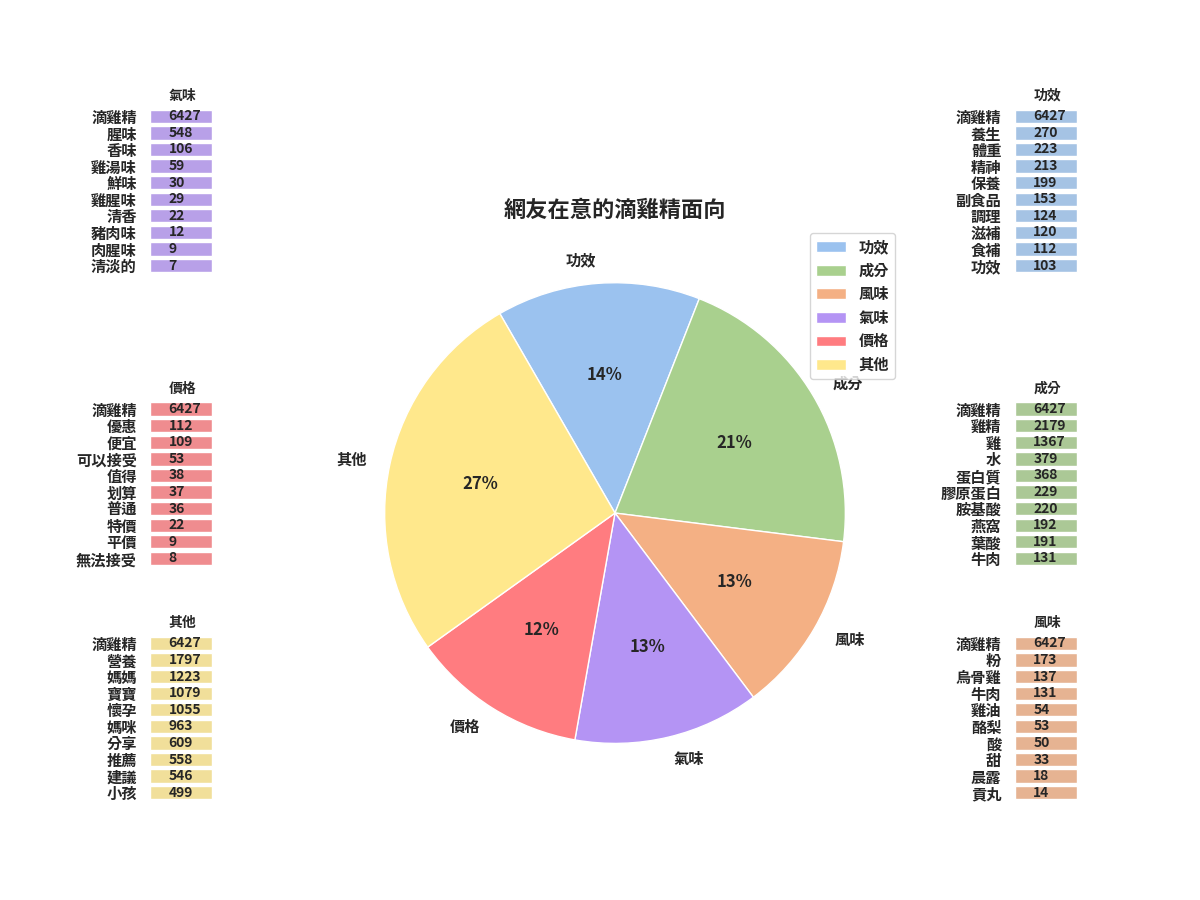 網友在意的滴雞精面向
氣味
滴雞精 6427
腥味 548
香味 106
雞湯味 59
鮮味 30
雞腥味 29
清香 22
豬肉味 12
肉腥味 9
清淡的 7
價格
滴雞精 6427
優惠 112
便宜 109
可以接受 53
值得 38
划算 37
普通 36
特價 22
平價 9
無法接受 8
其他
滴雞精 6427
營養 1797
媽媽 1223
寶寶 1079
懷孕 1055
媽咪 963
分享 609
推薦 558
建議 546
小孩 499
功效
14%
成分
21%
風味
13%
氣味
13%
價格
12%
其他
27%
功效
成分
風味
氣味
價格
其他
功效
滴雞精 6427
養生 270
體重 223
精神 213
保養 199
副食品 153
調理 124
滋補 120
食補 112
功效 103
成分
滴雞精 6427
雞精 2179
雞 1367
水 379
蛋白質 368
膠原蛋白 229
胺基酸 220
燕窩 192
葉酸 191
牛肉 131
風味
滴雞精 6427
粉 173
烏骨雞 137
牛肉 131
雞油 54
酪梨 53
酸 50
甜 33
晨露 18
貢丸 14